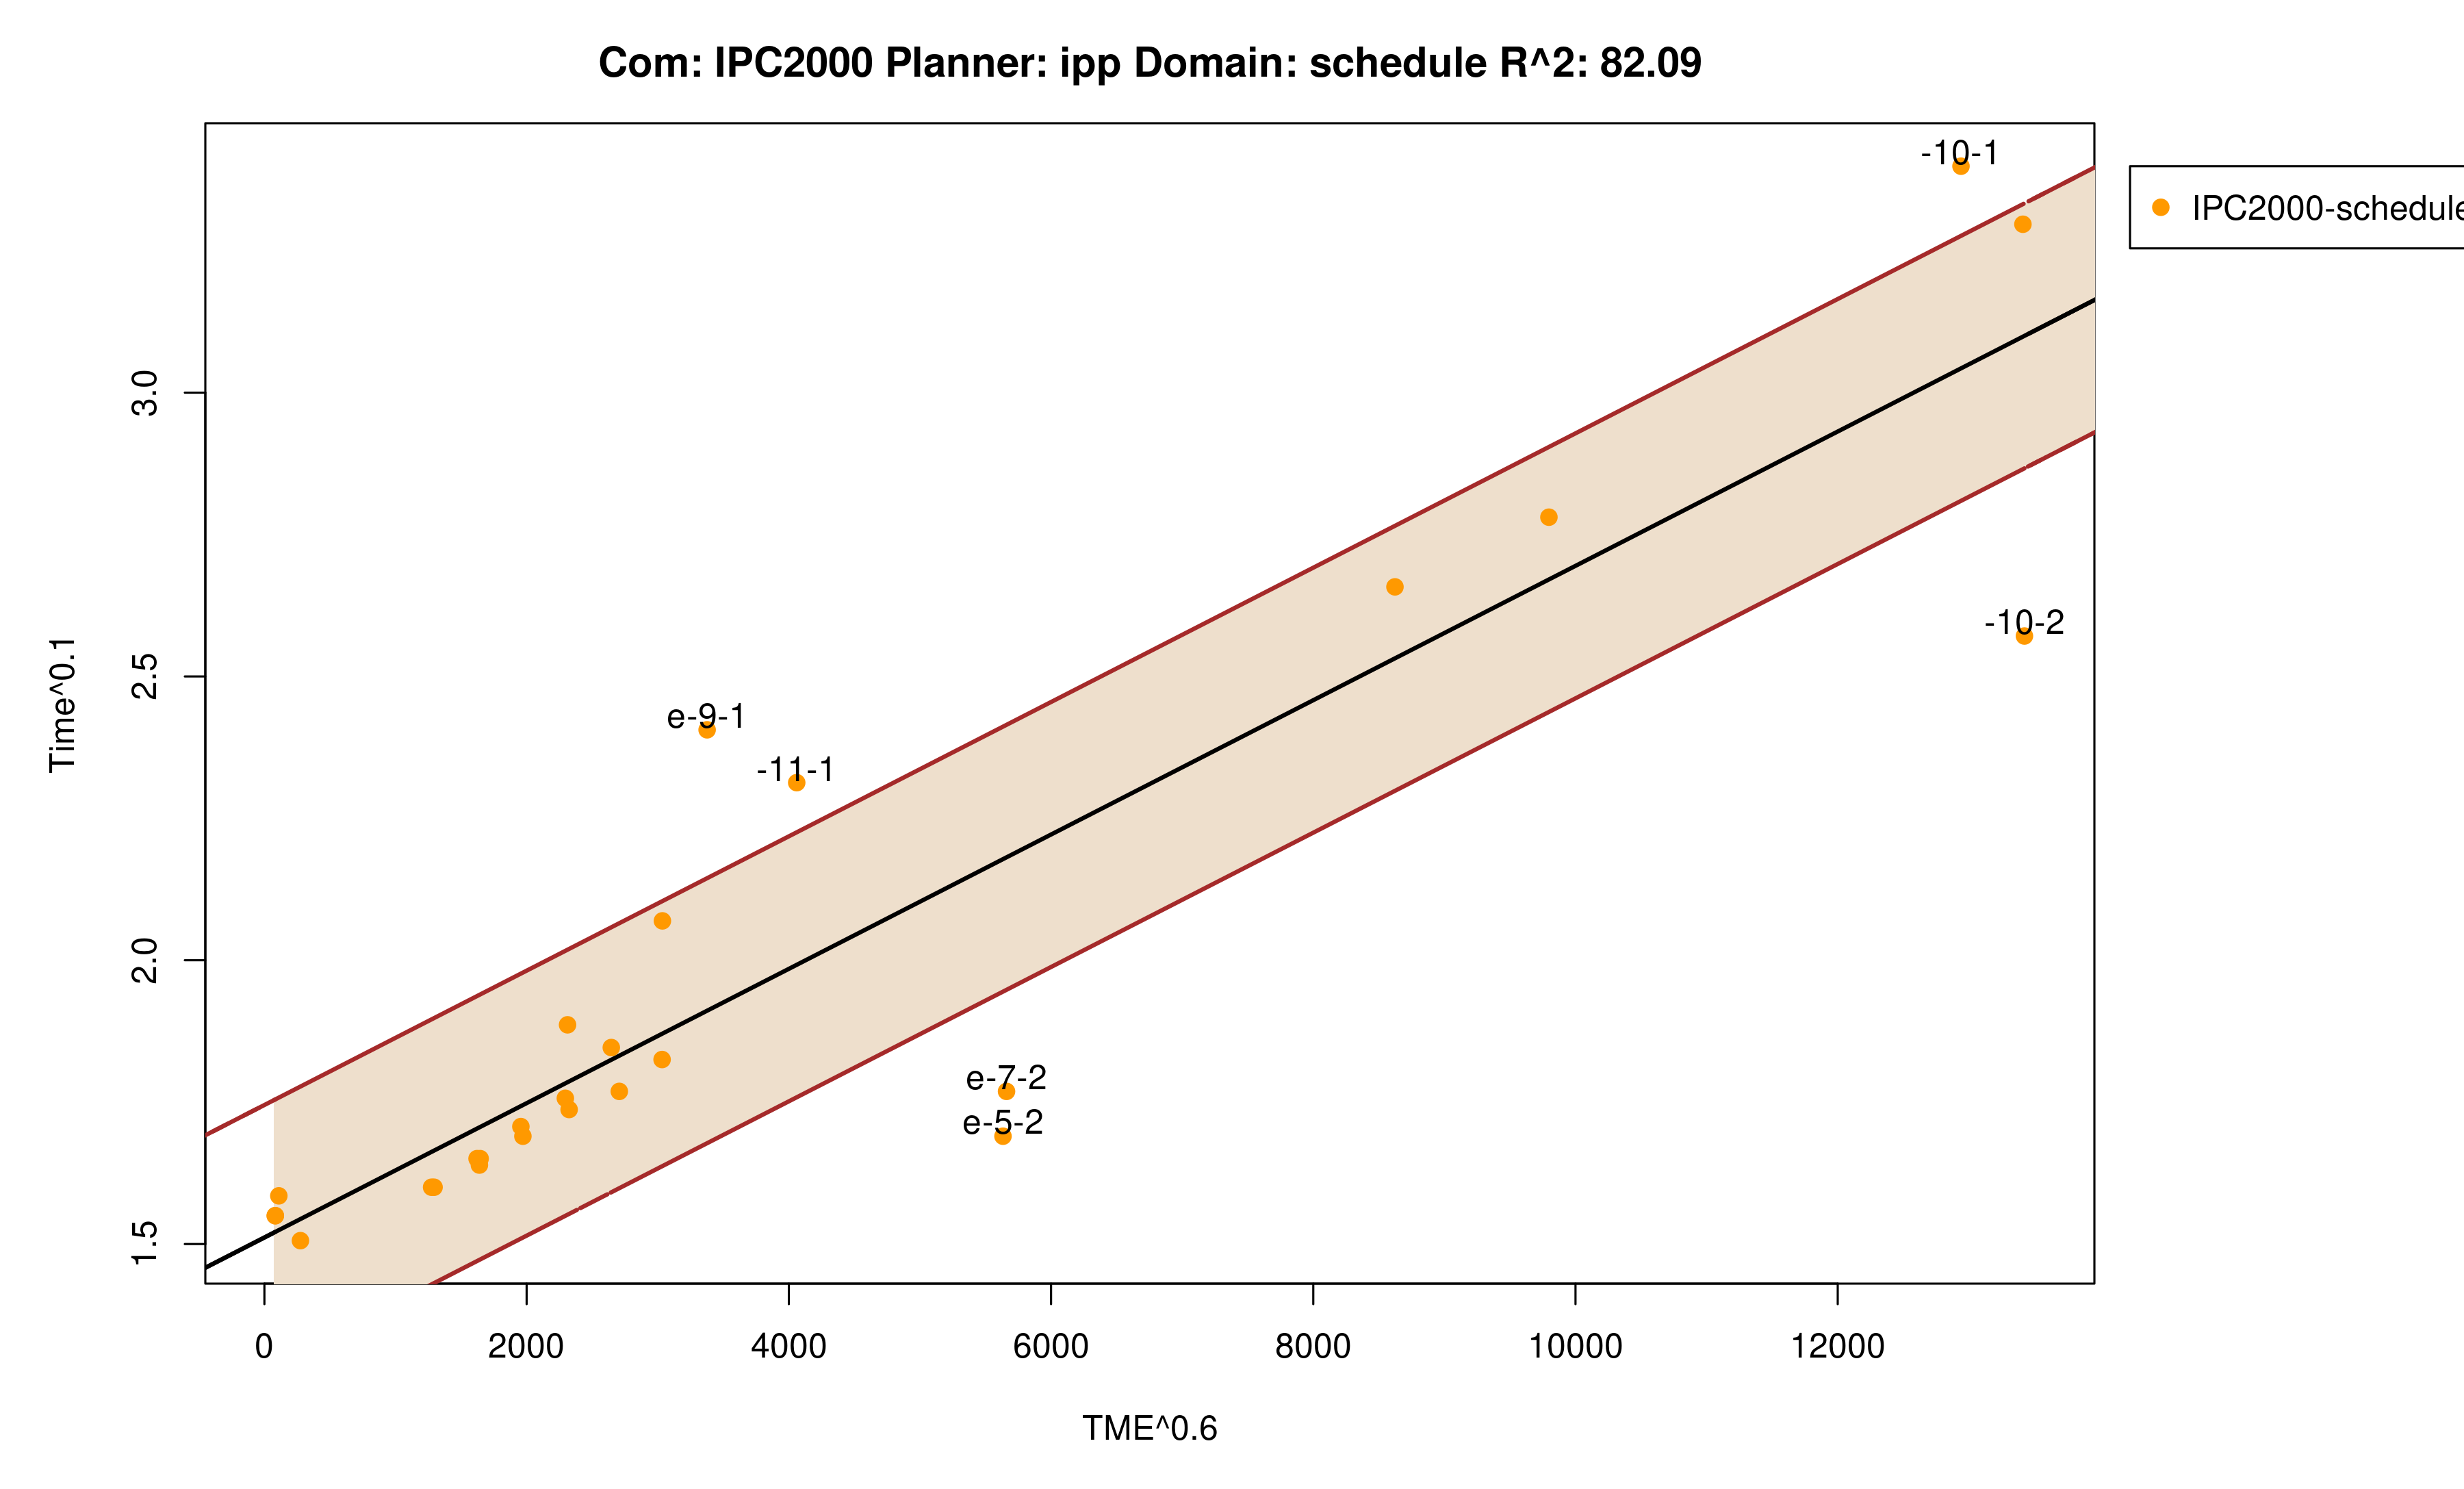 Com: IPC2000 Planner: ipp Domain: schedule R^2: 82.09
-10-1
IPC2000-schedule
3.0
-10-2
2.5
e-9-1
-11-1
Time^0.1
2.0
e-7-2
e-5-2
1.5
0 2000 4000 6000 8000 10000 12000
TME^0.6